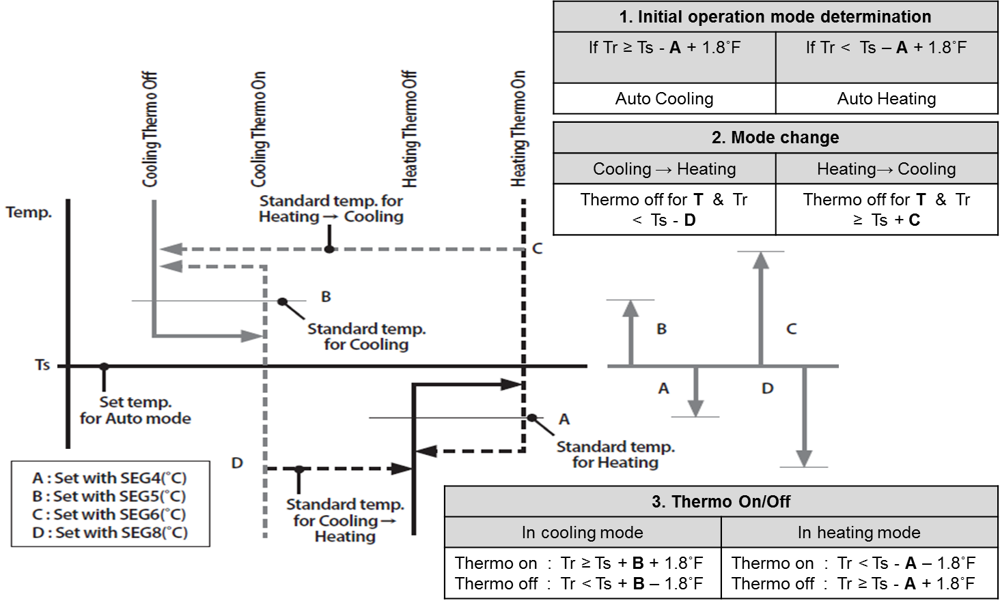 1. Initial operation mode determination
If Tr ≥ Ts - A + 1.8˚F
If Tr < Ts – A + 1.8˚F
Auto Cooling
Auto Heating
2. Mode change
Cooling → Heating
Heating→ Cooling
Thermo off for T & Tr
< Ts - D
Thermo off for T & Tr
≥ Ts + C
Cooling Thermo Off
Cooling Thermo On
Heating Thermo Off
Heating Thermo On
Temp.
Standard temp. for
Heating → Cooling
C
B
Standard temp.
for Cooling
Ts
Set temp.
for Auto mode
A
Standard temp.
for Heating
D
Standard temp.
for Cooling →
Heating
B
C
A
D
A : Set with SEG4(˚C)
B : Set with SEG5(˚C)
C : Set with SEG6(˚C)
D : Set with SEG8(˚C)
3. Thermo On/Off
In cooling mode
In heating mode
Thermo on : Tr ≥ Ts + B + 1.8˚F
Thermo off : Tr < Ts + B – 1.8˚F
Thermo on : Tr < Ts - A – 1.8˚F
Thermo off : Tr ≥ Ts - A + 1.8˚F